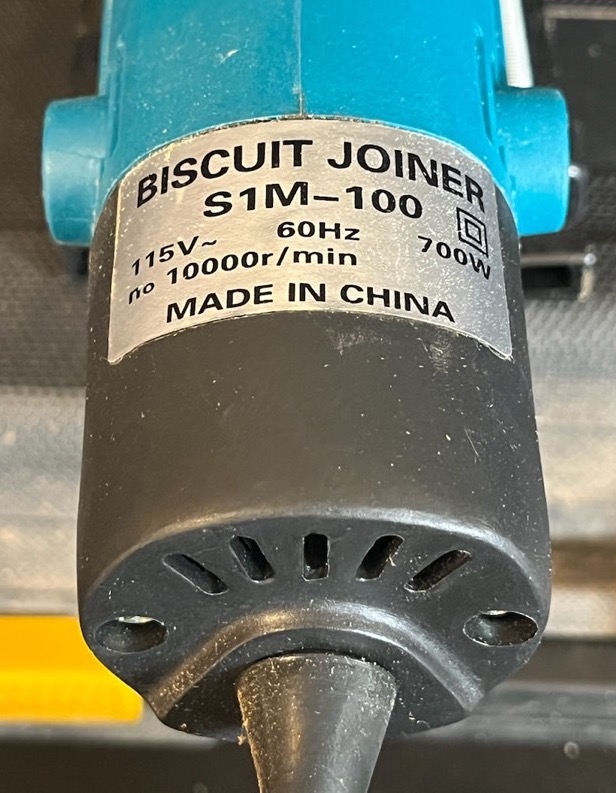 BISCUIT JOINER
S1M-100
115V~ 60Hz 700W
no 10000r/min
MADE IN CHINA